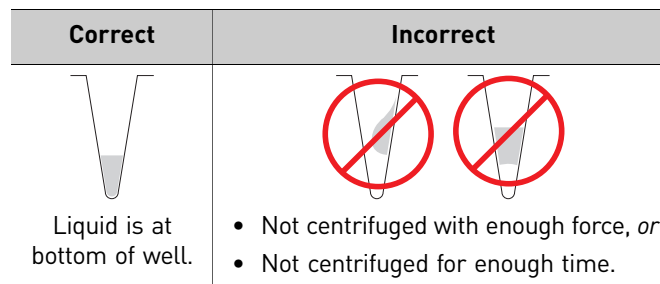 Correct
Incorrect
Liquid is at
bottom of well.
• Not centrifuged with enough force, or
• Not centrifuged for enough time.